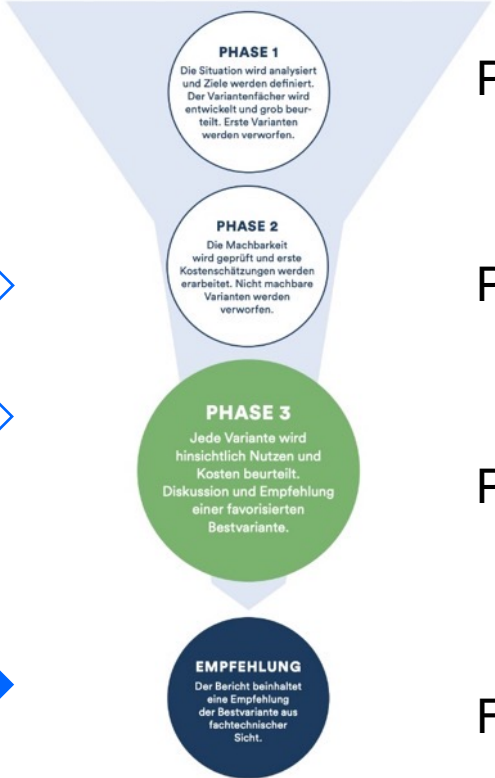 PHASE 1
Die Situation wird analysiert
und Ziele werden definiert.
Der Variantenfächer wird
entwickelt und grob beur-
teilt. Erste Varianten
werden verworfen.
PHASE 2
Die Machbarkeit
wird geprüft und erste
Kostenschätzungen werden
erarbeitet. Nicht machbare
Varianten werden
verworfen.
PHASE 3
Jede Variante wird
hinsichtlich Nutzen und
Kosten beurteilt.
Diskussion und Empfehlung
einer favorisierten
Bestvariante.
EMPFEHLUNG
Der Bericht beinhaltet
eine Empfehlung
der Bestvariante aus
fachtechnischer
Sicht.